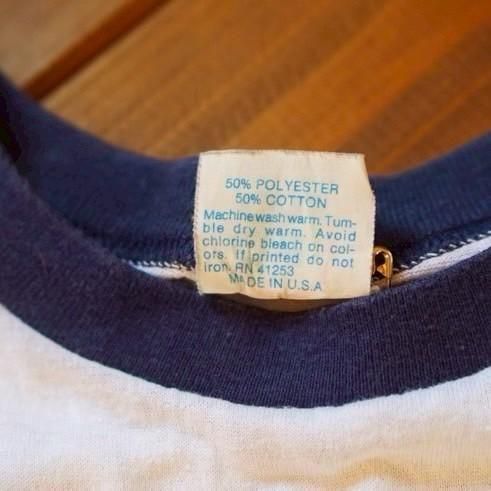 50% POLYESTER
50% COTTON
Machine wash warm. Tum-
ble dry warm. Avoid
chlorine bleach on col-
ors. If printed do not
iron. RN 41253
MADE IN U.S.A